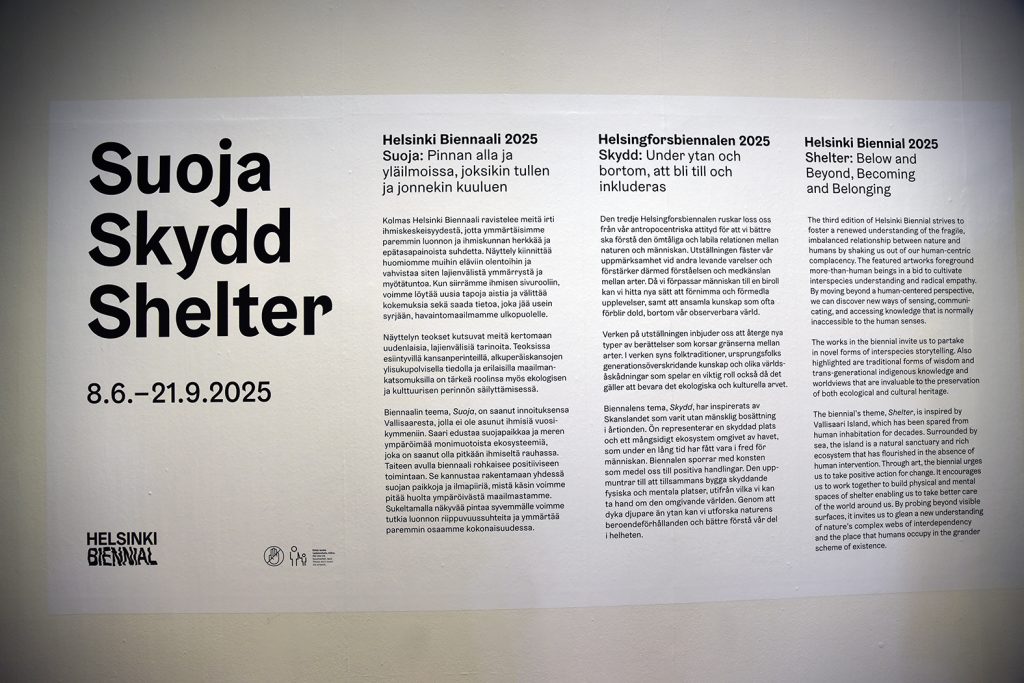 Suoja
Skydd
Shelter
8.6.–21.9.2025
HELSINKI
BIENNIAL
Helsinki Biennaali 2025
Suoja: Pinnan alla ja
yläilmoissa, joksikin tullen
ja jonnekin kuuluen
Kolmas Helsinki Biennaali ravistelee meitä irti
ihmiskeskeisyydestä, jotta ymmärtäisimme
paremmin luonnon ja ihmiskunnan herkkää ja
epätasapainoista suhdetta. Näyttely kiinnittää
huomiomme muihin eläviin olentoihin ja
vahvistaa siten lajienvälistä ymmärrystä ja
myötätuntoa. Kun siirrämme ihmisen sivurooliin,
voimme löytää uusia tapoja aistia ja välittää
kokemuksia sekä saada tietoa, joka jää usein
syrjään, havaintomaailmamme ulkopuolelle.
Näyttelyn teokset kutsuvat meitä kertomaan
uudenlaisia, lajienvälisiä tarinoita. Teoksissa
esiintyvillä kansanperinteillä, alkuperäiskansojen
ylisukupolvisella tiedolla ja erilaisilla maailman-
katsomuksilla on tärkeä roolinsa myös ekologisen
ja kulttuurisen perinnön säilyttämisessä.
Biennaalin teema, Suoja, on saanut innoituksensa
Vallisaaresta, jolla ei ole asunut ihmisiä vuosi-
kymmeniin. Saari edustaa suojapaikkaa ja meren
ympäröimää monimuotoista ekosysteemiä,
joka on saanut olla pitkään ihmiseltä rauhassa.
Taiteen avulla biennaali rohkaisee positiiviseen
toimintaan. Se kannustaa rakentamaan yhdessä
suojan paikkoja ja ilmapiiriä, mistä käsin voimme
pitää huolta ympäröivästä maailmastamme.
Sukeltamalla näkyvää pintaa syvemmälle voimme
tutkia luonnon riippuvuussuhteita ja ymmärtää
paremmin osaamme kokonaisuudessa.
Helsingforsbiennalen 2025
Skydd: Under ytan och
bortom, att bli till och
inkluderas
Den tredje Helsingforsbiennalen ruskar loss oss
från vår antropocentriska attityd för att vi bättre
ska förstå den ömtåliga och labila relationen mellan
naturen och människan. Utställningen fäster vår
uppmärksamhet vid andra levande varelser och
förstärker därmed förståelsen och medkänslan
mellan arter. Då vi förpassar människan till en biroll
kan vi hitta nya sätt att förnimma och förmedla
upplevelser, samt att ansamla kunskap som ofta
förblir dold, bortom vår observerbara värld.
Verken på utställningen inbjuder oss att återge nya
typer av berättelser som korsar gränserna mellan
arter. I verken syns folktraditioner, ursprungsfolks
generationsöverskridande kunskap och olika världs-
åskådningar som spelar en viktig roll också då det
gäller att bevara det ekologiska och kulturella arvet.
Biennalens tema, Skydd, har inspirerats av
Skanslandet som varit utan mänsklig bosättning
i årtionden. Ön representerar en skyddad plats
och ett mångsidigt ekosystem omgivet av havet,
som under en lång tid har fått vara i fred för
människan. Biennalen sporrar med konsten
som medel oss till positiva handlingar. Den upp-
muntrar till att tillsammans bygga skyddande
fysiska och mentala platser, utifrån vilka vi kan
ta hand om den omgivande världen. Genom att
dyka djupare än ytan kan vi utforska naturens
beroendeförhållanden och bättre förstå vår del
i helheten.
Helsinki Biennial 2025
Shelter: Below and
Beyond, Becoming
and Belonging
The third edition of Helsinki Biennial strives to
foster a renewed understanding of the fragile,
imbalanced relationship between nature and
humans by shaking us out of our human-centric
complacency. The featured artworks foreground
more-than-human beings in a bid to cultivate
interspecies understanding and radical empathy.
By moving beyond a human-centered perspective,
we can discover new ways of sensing, communi-
cating, and accessing knowledge that is normally
inaccessible to the human senses.
The works in the biennial invite us to partake
in novel forms of interspecies storytelling. Also
highlighted are traditional forms of wisdom and
trans-generational indigenous knowledge and
worldviews that are invaluable to the preservation
of both ecological and cultural heritage.
The biennial's theme, Shelter, is inspired by
Vallisaari Island, which has been spared from
human inhabitation for decades. Surrounded by
sea, the island is a natural sanctuary and rich
ecosystem that has flourished in the absence of
human intervention. Through art, the biennial urges
us to take positive action for change. It encourages
us to work together to build physical and mental
spaces of shelter enabling us to take better care
of the world around us. By probing beyond visible
surfaces, it invites us to glean a new understanding
of nature's complex webs of interdependency
and the place that humans occupy in the grander
scheme of existence.